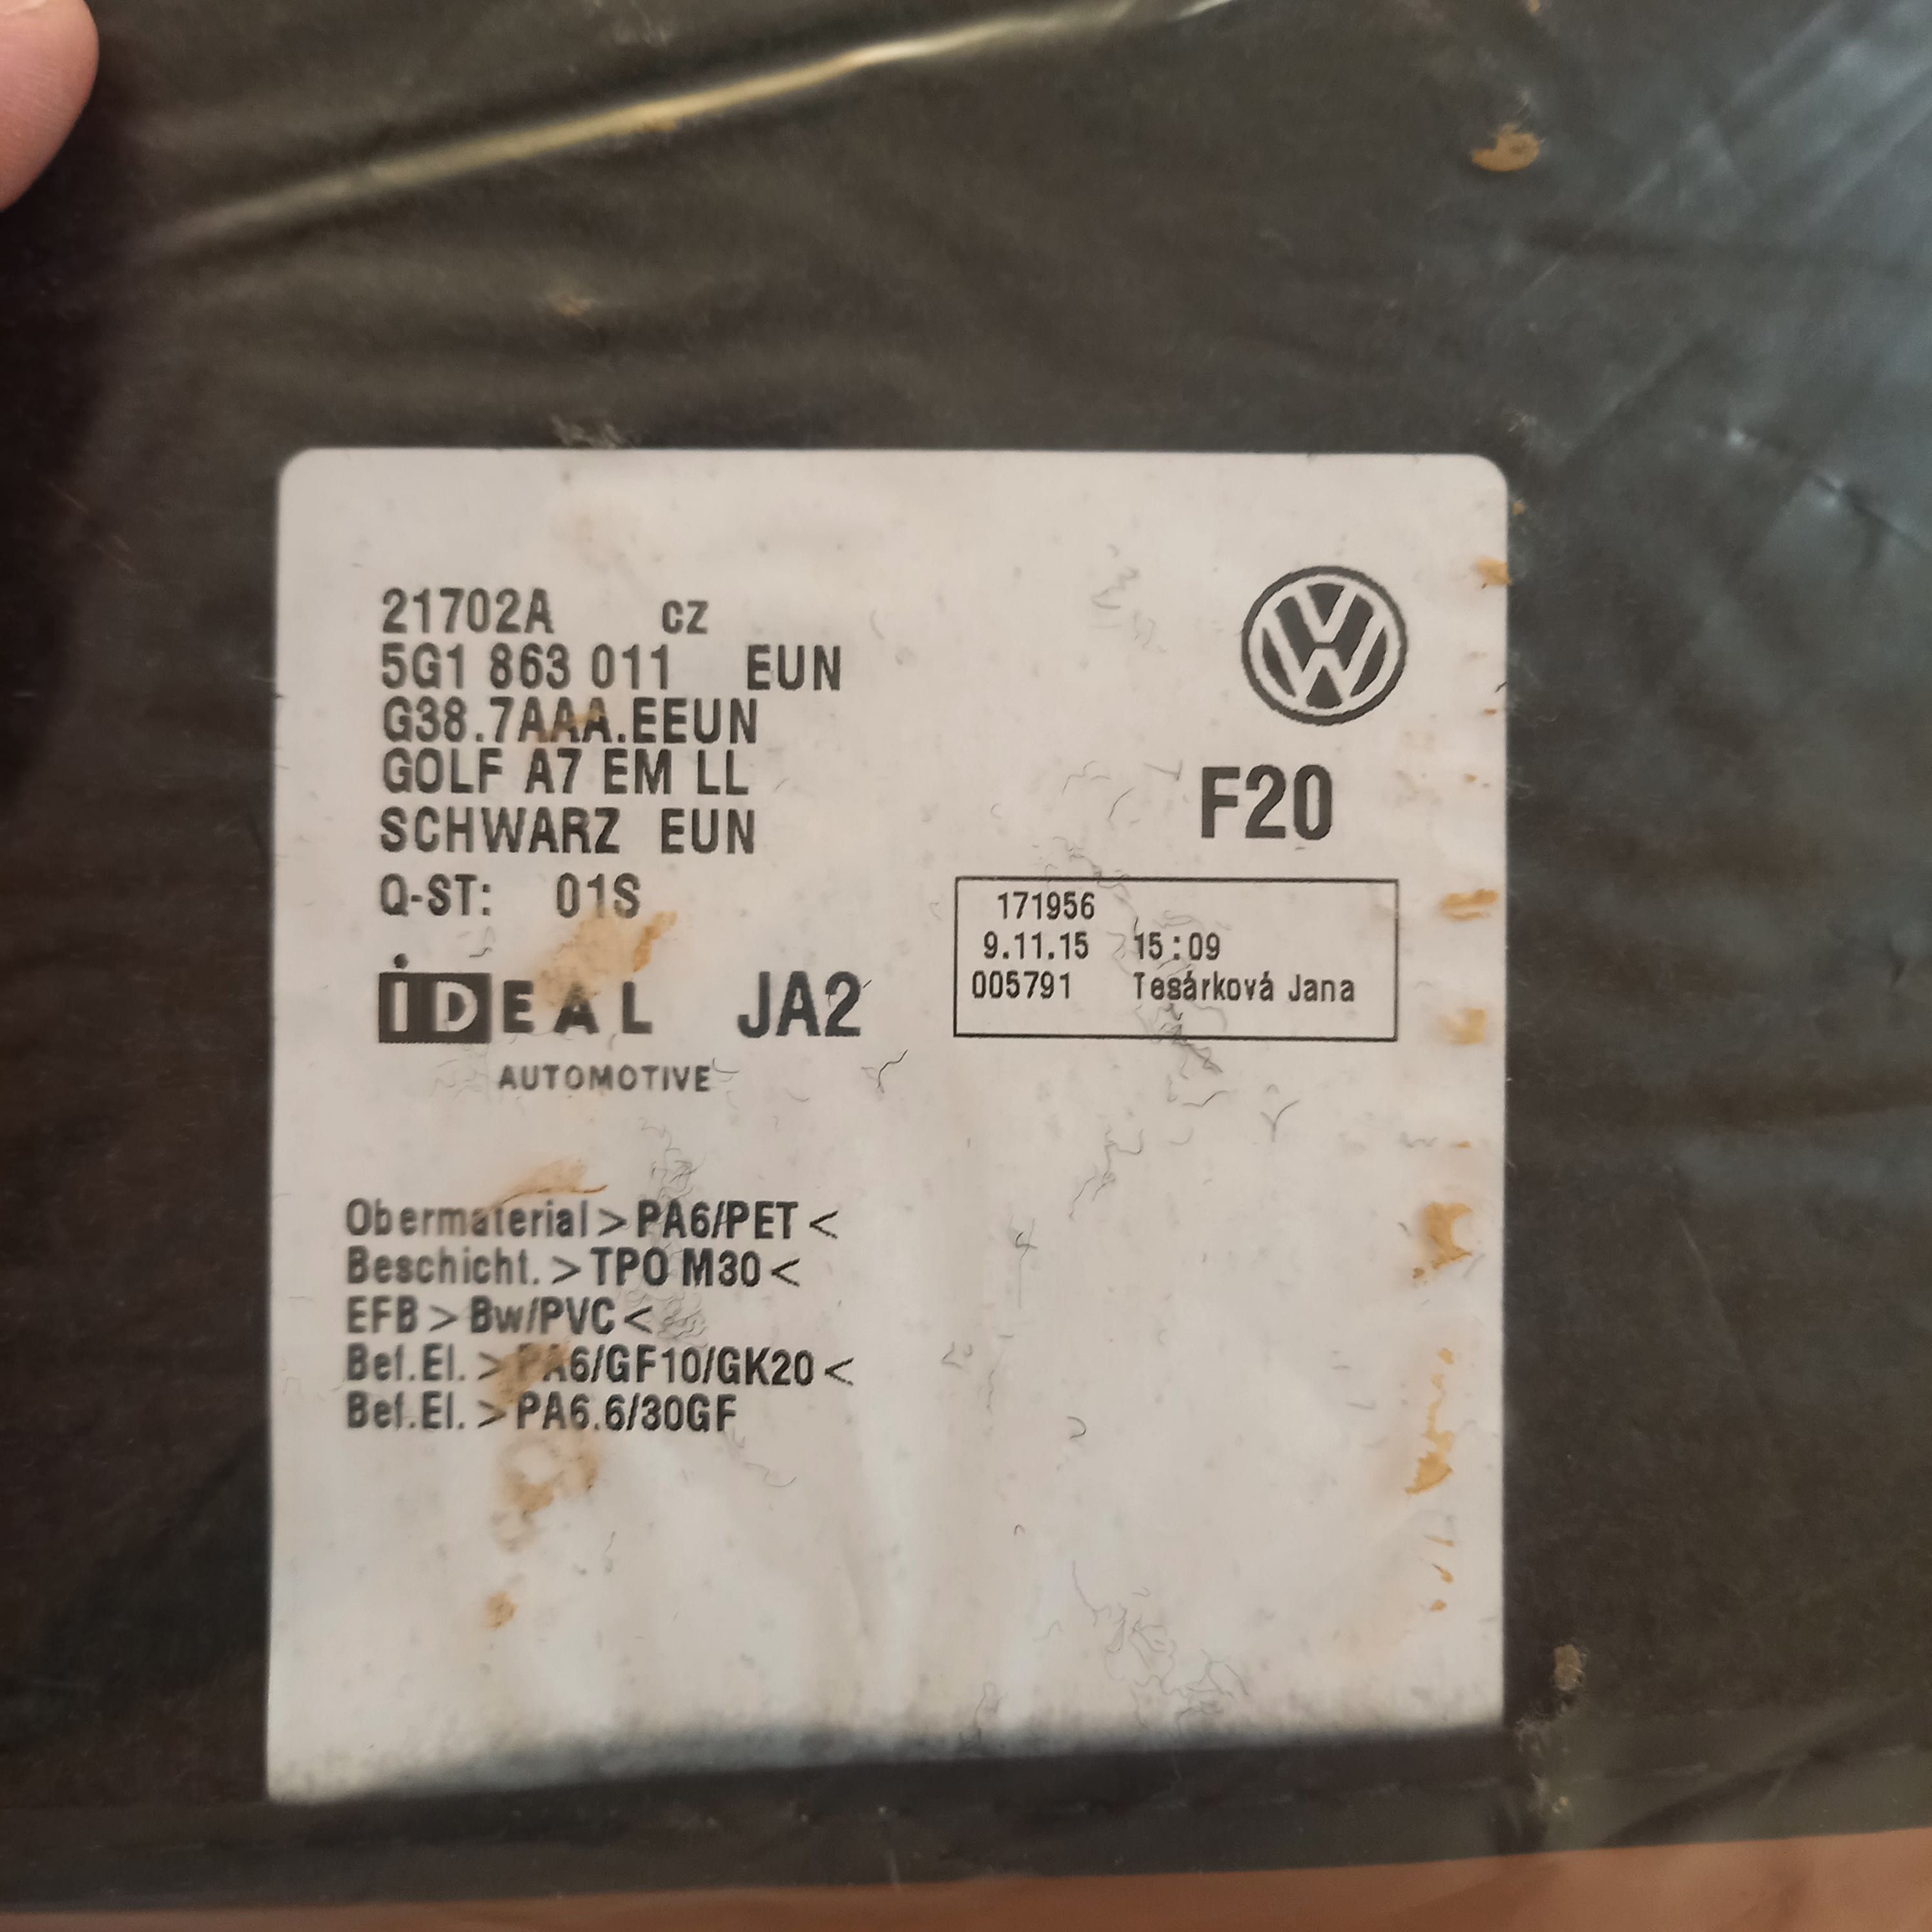 21702A cz
5G1 863 011 EUN
G38.7AAA.EEUN
GOLF A7 EM LL
SCHWARZ EUN
Q-ST: 01S
F20
171956
9.11.15 15:09
005791 Tesárková Jana
iDEAL JA2
AUTOMOTIVE
Obermaterial > PA6/PET <
Beschicht. > TPO M30 <
EFB > Bw/PVC <
Bef.El. > PA6/GF10/GK20 <
Bef.El. > PA6.6/30GF